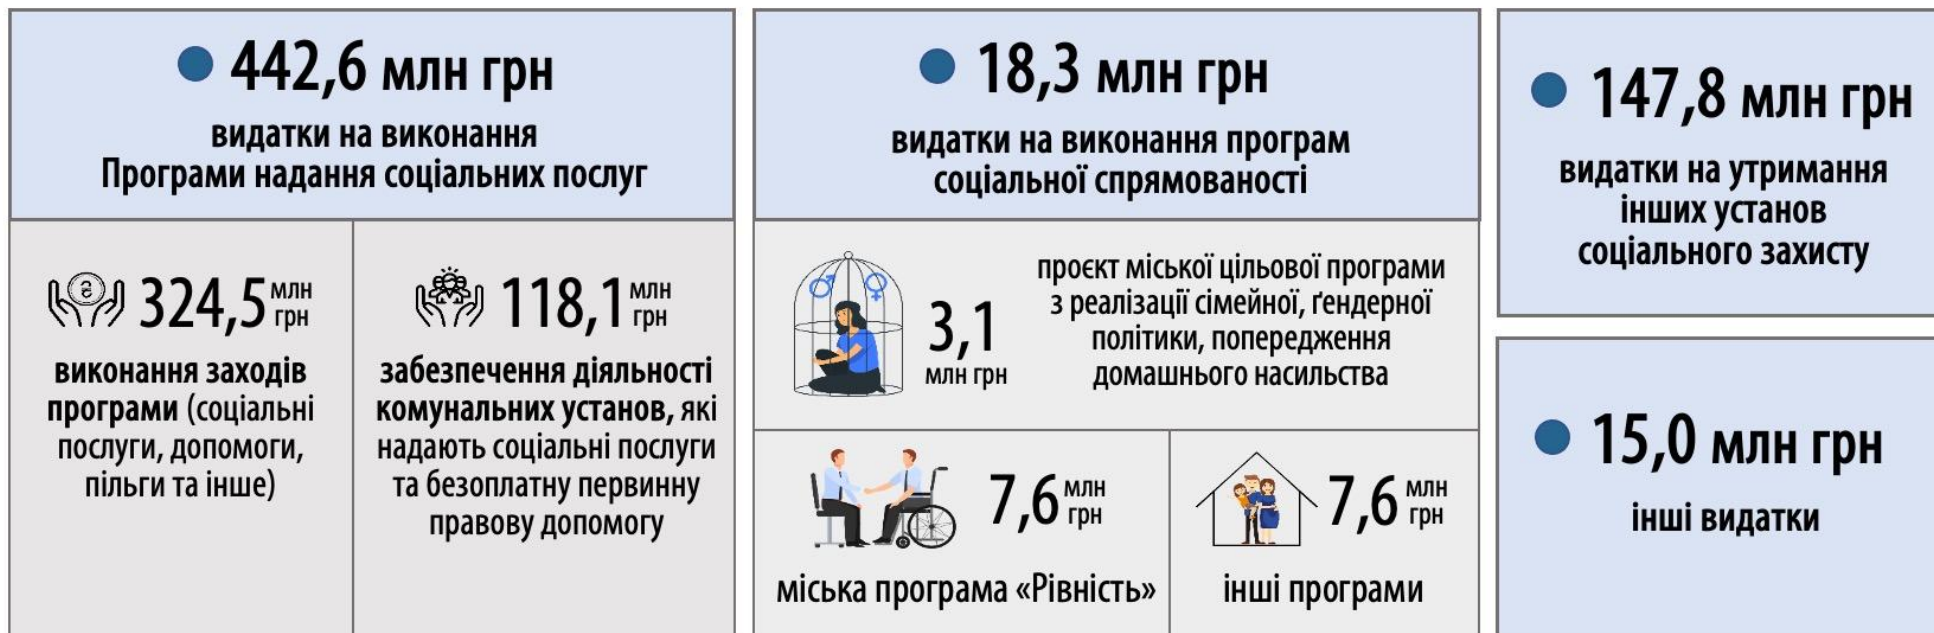 442,6 млн грн
видатки на виконання
Програми надання соціальних послуг
324,5 млн грн
виконання заходів
програми (соціальні
послуги, допомоги,
пільги та інше)
118,1 млн грн
забезпечення діяльності
комунальних установ, які
надають соціальні послуги
та безоплатну первинну
правову допомогу
18,3 млн грн
видатки на виконання програм
соціальної спрямованості
3,1
млн грн
проєкт міської цільової програми
з реалізації сімейної, ґендерної
політики, попередження
домашнього насильства
7,6 млн грн
міська програма «Рівність»
7,6 млн грн
інші програми
147,8 млн грн
видатки на утримання
інших установ
соціального захисту
15,0 млн грн
інші видатки